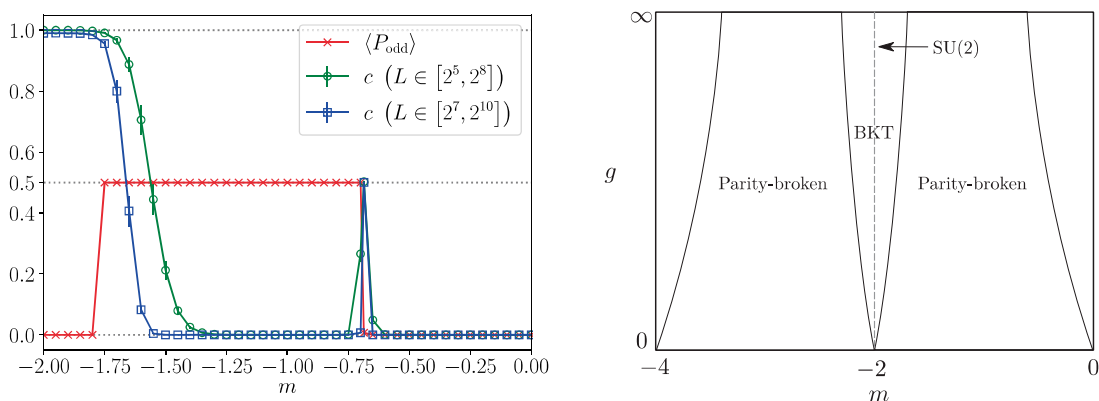 1.0
0.8
0.6
0.5
0.4
0.2
0.0
⟨P_odd⟩
c (L ∈ [2^5, 2^8])
c (L ∈ [2^7, 2^10])
−2.00 −1.75 −1.50 −1.25 −1.00 −0.75 −0.50 −0.25 0.00
m
∞
g
0
SU(2)
BKT
Parity-broken Parity-broken
−4 −2 0
m